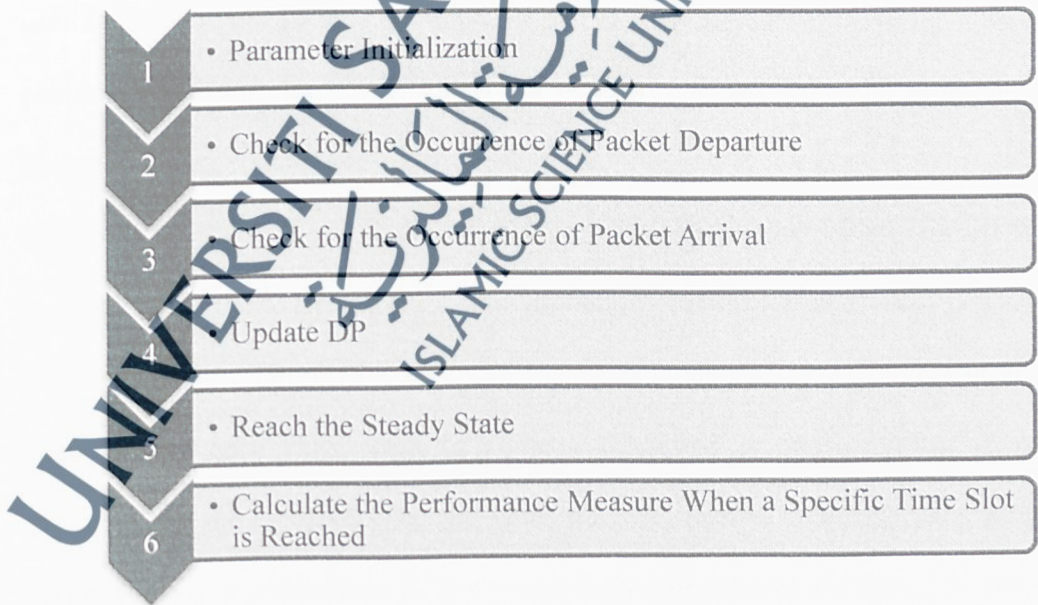 1
• Parameter Initialization
2
• Check for the Occurrence of Packet Departure
3
• Check for the Occurrence of Packet Arrival
4
• Update DP
5
• Reach the Steady State
6
• Calculate the Performance Measure When a Specific Time Slot
is Reached
UNIVERSITI
ISLAMIC SCIENCE